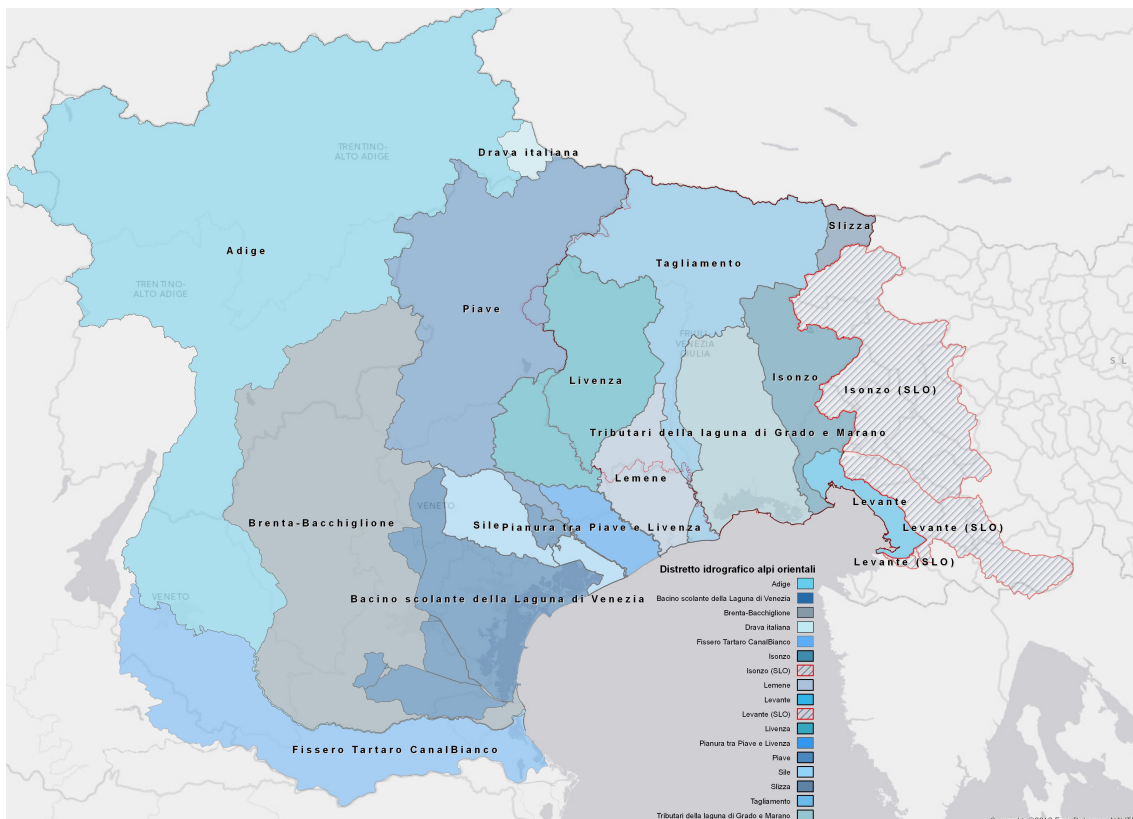 TRENTINO-
ALTO ADIGE
Drava italiana
Slizza
Adige
Tagliamento
TRENTINO-
ALTO ADIGE
Piave
FRIULI
VENEZIA
GIULIA
S L
Livenza
Isonzo
Isonzo (SLO)
Tributari della laguna di Grado e Marano
Lemene
VENETO
Levante
Brenta-Bacchiglione
Sile
Pianura tra Piave e Livenza
Levante (SLO)
Levante (SLO)
VENETO
Bacino scolante della Laguna di Venezia
Fissero Tartaro CanalBianco
Distretto idrografico alpi orientali
Adige
Bacino scolante della Laguna di Venezia
Brenta-Bacchiglione
Drava italiana
Fissero Tartaro CanalBianco
Isonzo
Isonzo (SLO)
Lemene
Levante
Levante (SLO)
Livenza
Pianura tra Piave e Livenza
Piave
Sile
Slizza
Tagliamento
Tributari della laguna di Grado e Marano